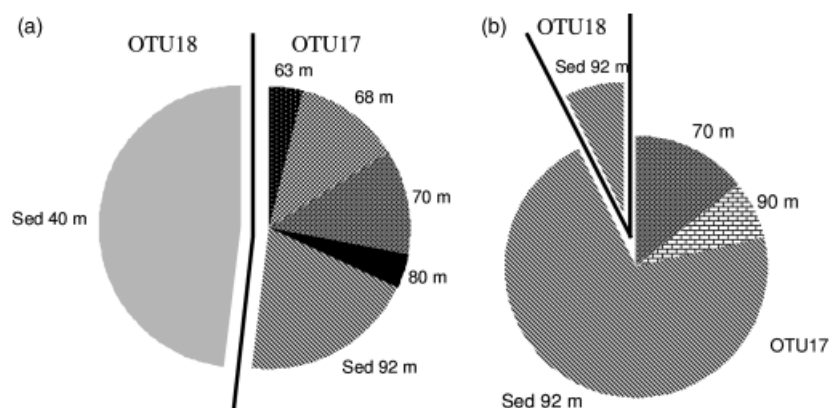 (a)
OTU18
OTU17
63 m
68 m
70 m
80 m
Sed 92 m
Sed 40 m
(b)
OTU18
Sed 92 m
70 m
90 m
OTU17
Sed 92 m